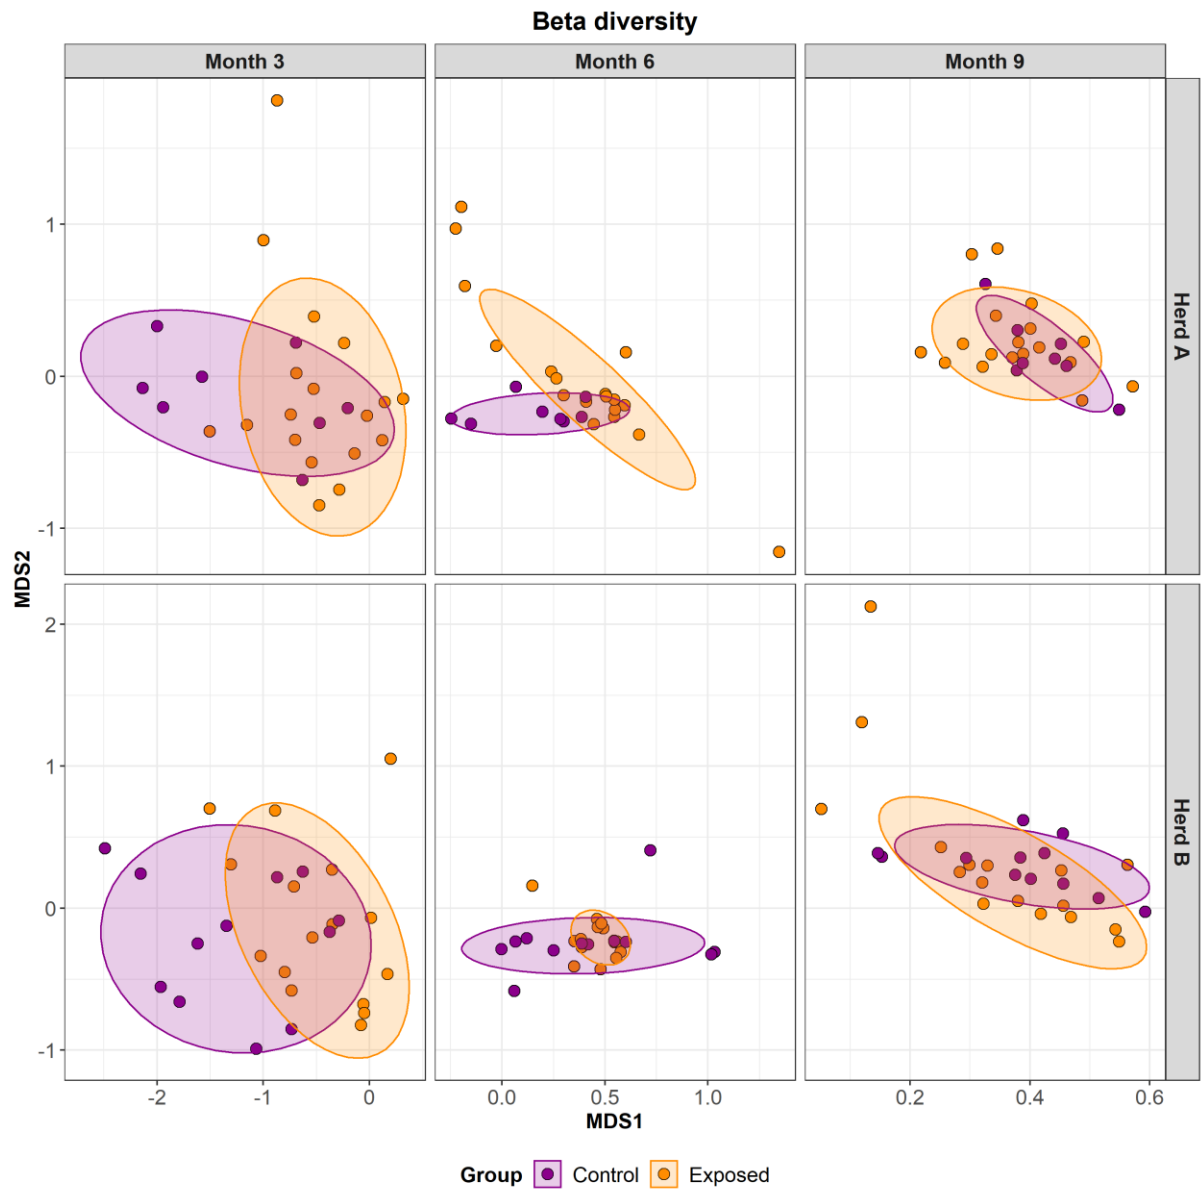 Beta diversity
Month 3 Month 6 Month 9
1
0
-1
Herd A
MDS2
2
1
0
-1
Herd B
-2 -1 0 0.0 0.5 1.0 0.2 0.4 0.6
MDS1
Group Control Exposed